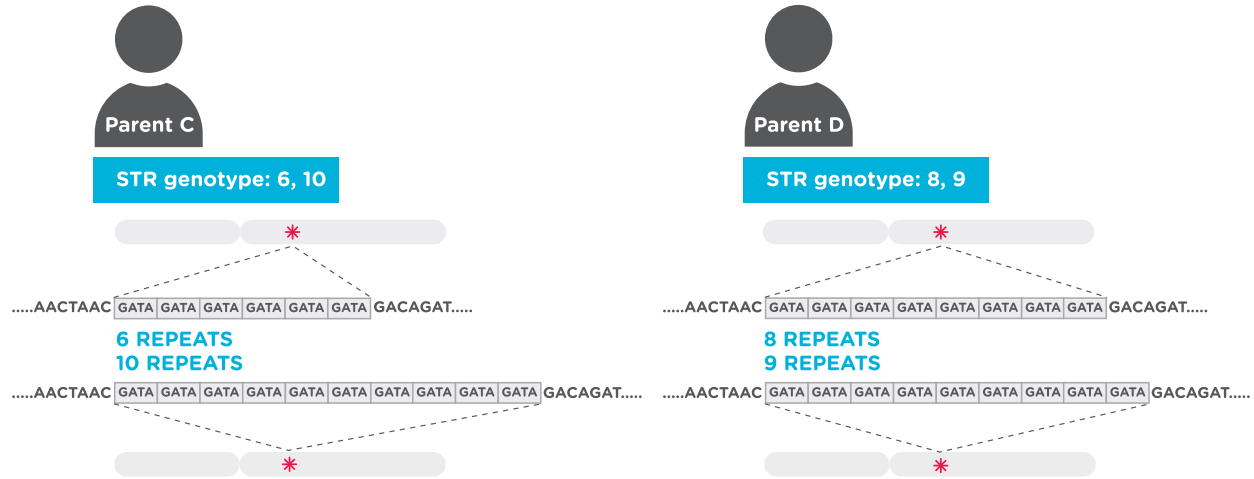 Parent C
STR genotype: 6, 10
.....AACTAAC GATA GATA GATA GATA GATA GATA GACAGAT.....
6 REPEATS
10 REPEATS
.....AACTAAC GATA GATA GATA GATA GATA GATA GATA GATA GATA GATA GACAGAT.....
Parent D
STR genotype: 8, 9
.....AACTAAC GATA GATA GATA GATA GATA GATA GATA GATA GACAGAT.....
8 REPEATS
9 REPEATS
.....AACTAAC GATA GATA GATA GATA GATA GATA GATA GATA GATA GACAGAT.....